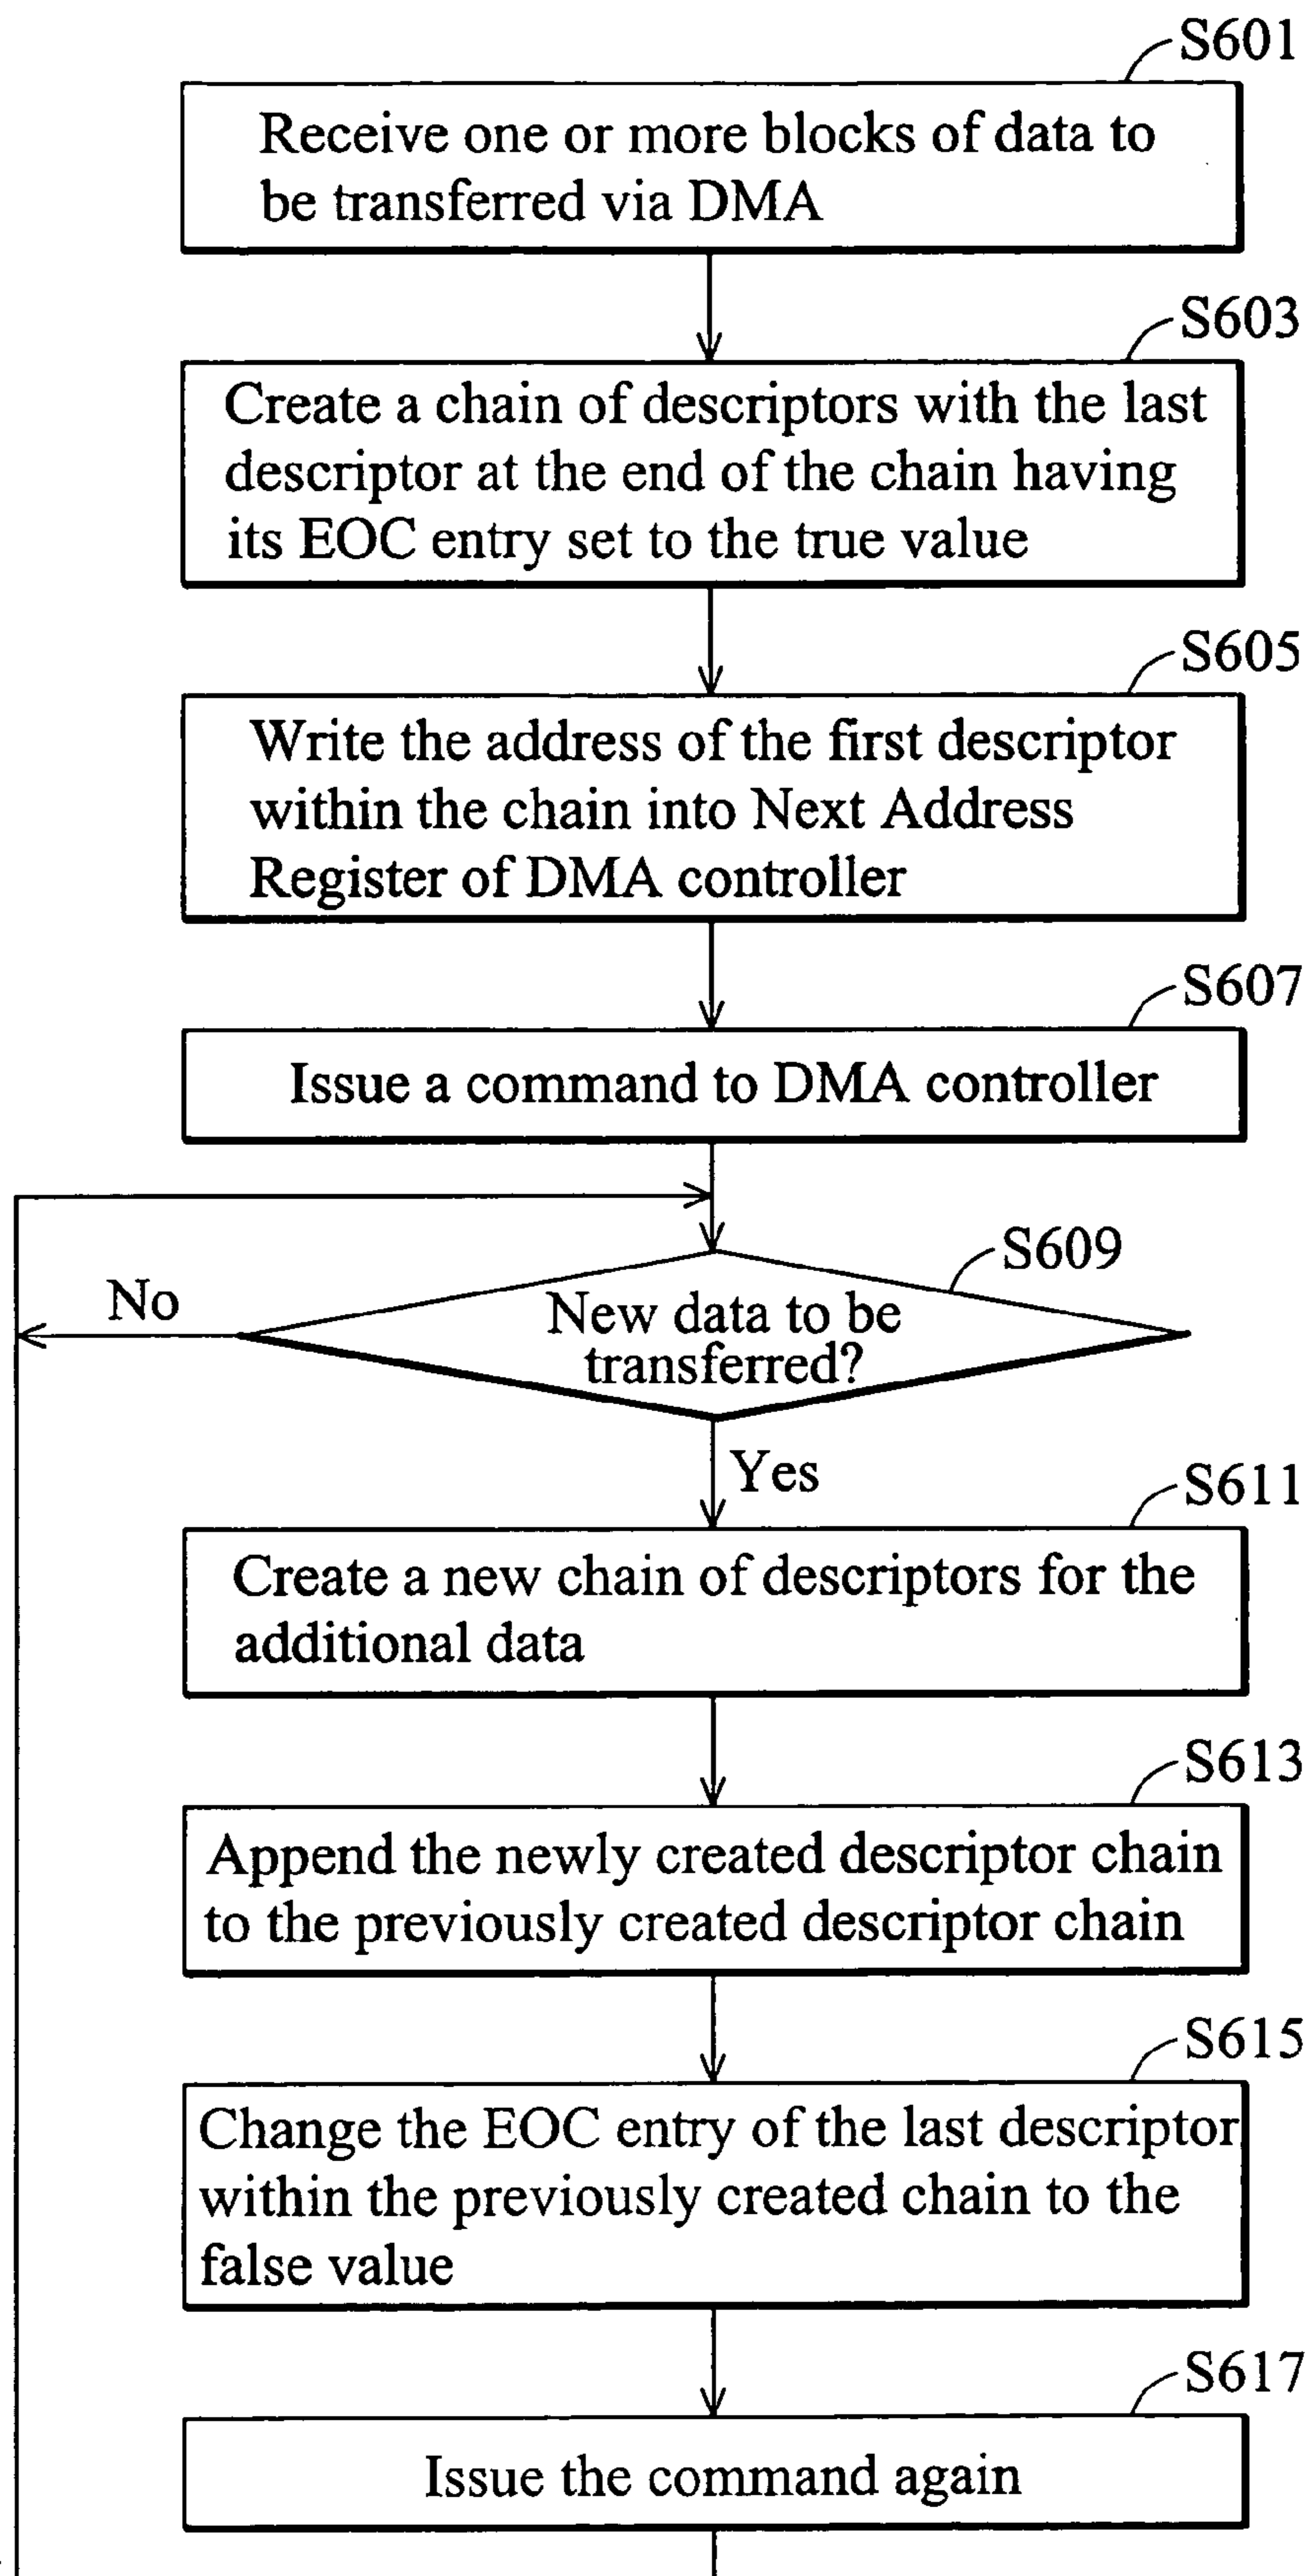 S601
Receive one or more blocks of data to
be transferred via DMA
S603
Create a chain of descriptors with the last
descriptor at the end of the chain having
its EOC entry set to the true value
S605
Write the address of the first descriptor
within the chain into Next Address
Register of DMA controller
S607
Issue a command to DMA controller
S609
No
New data to be
transferred?
Yes
S611
Create a new chain of descriptors for the
additional data
S613
Append the newly created descriptor chain
to the previously created descriptor chain
S615
Change the EOC entry of the last descriptor
within the previously created chain to the
false value
S617
Issue the command again